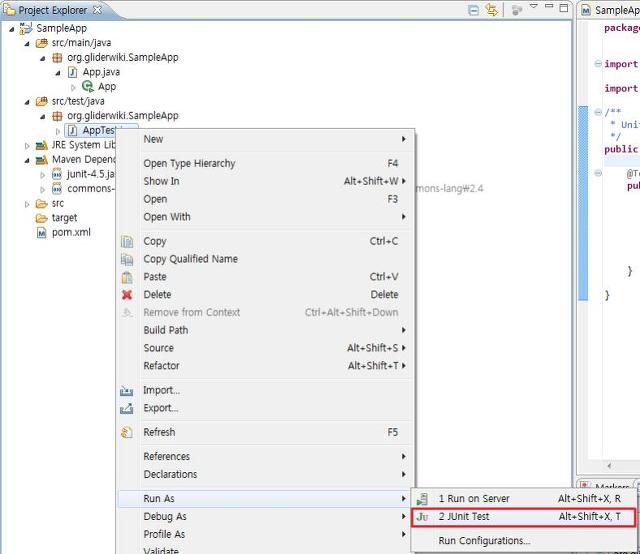 Project Explorer
SampleApp
src/main/java
org.gliderwiki.SampleApp
App.java
App
src/test/java
org.gliderwiki.SampleApp
AppTest
JRE System Lib
Maven Depend
junit-4.5.ja
commons-
mons-lang#2.4
src
target
pom.xml
New
Open Type Hierarchy F4
Show In Alt+Shift+W
Open F3
Open With
Copy Ctrl+C
Copy Qualified Name
Paste Ctrl+V
Delete Delete
Remove from Context Ctrl+Alt+Shift+Down
Build Path
Source Alt+Shift+S
Refactor Alt+Shift+T
Import...
Export...
Refresh F5
References
Declarations
Run As
Debug As
Profile As
Validate
1 Run on Server Alt+Shift+X, R
Ju 2 JUnit Test Alt+Shift+X, T
Run Configurations...
SampleAp
package
import
import
/**
* Uni
*/
public
@Te
pu
}
}
Markers